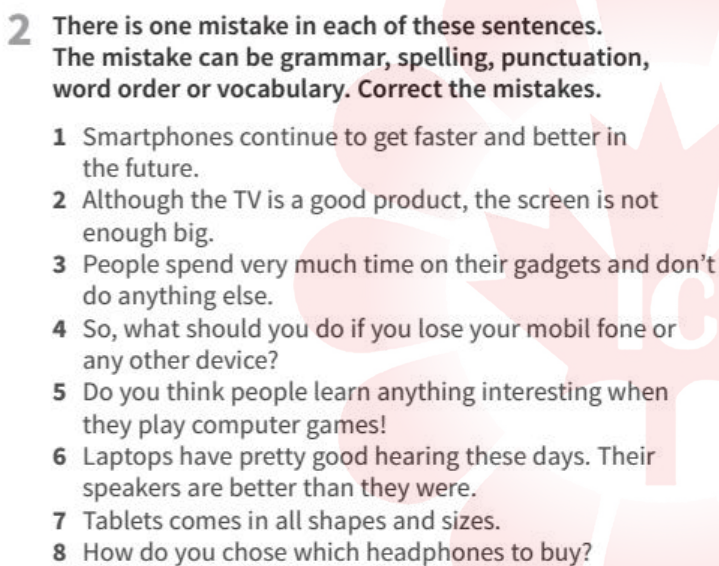 2 There is one mistake in each of these sentences.
The mistake can be grammar, spelling, punctuation,
word order or vocabulary. Correct the mistakes.
1 Smartphones continue to get faster and better in
the future.
2 Although the TV is a good product, the screen is not
enough big.
3 People spend very much time on their gadgets and don't
do anything else.
4 So, what should you do if you lose your mobil fone or
any other device?
5 Do you think people learn anything interesting when
they play computer games!
6 Laptops have pretty good hearing these days. Their
speakers are better than they were.
7 Tablets comes in all shapes and sizes.
8 How do you chose which headphones to buy?